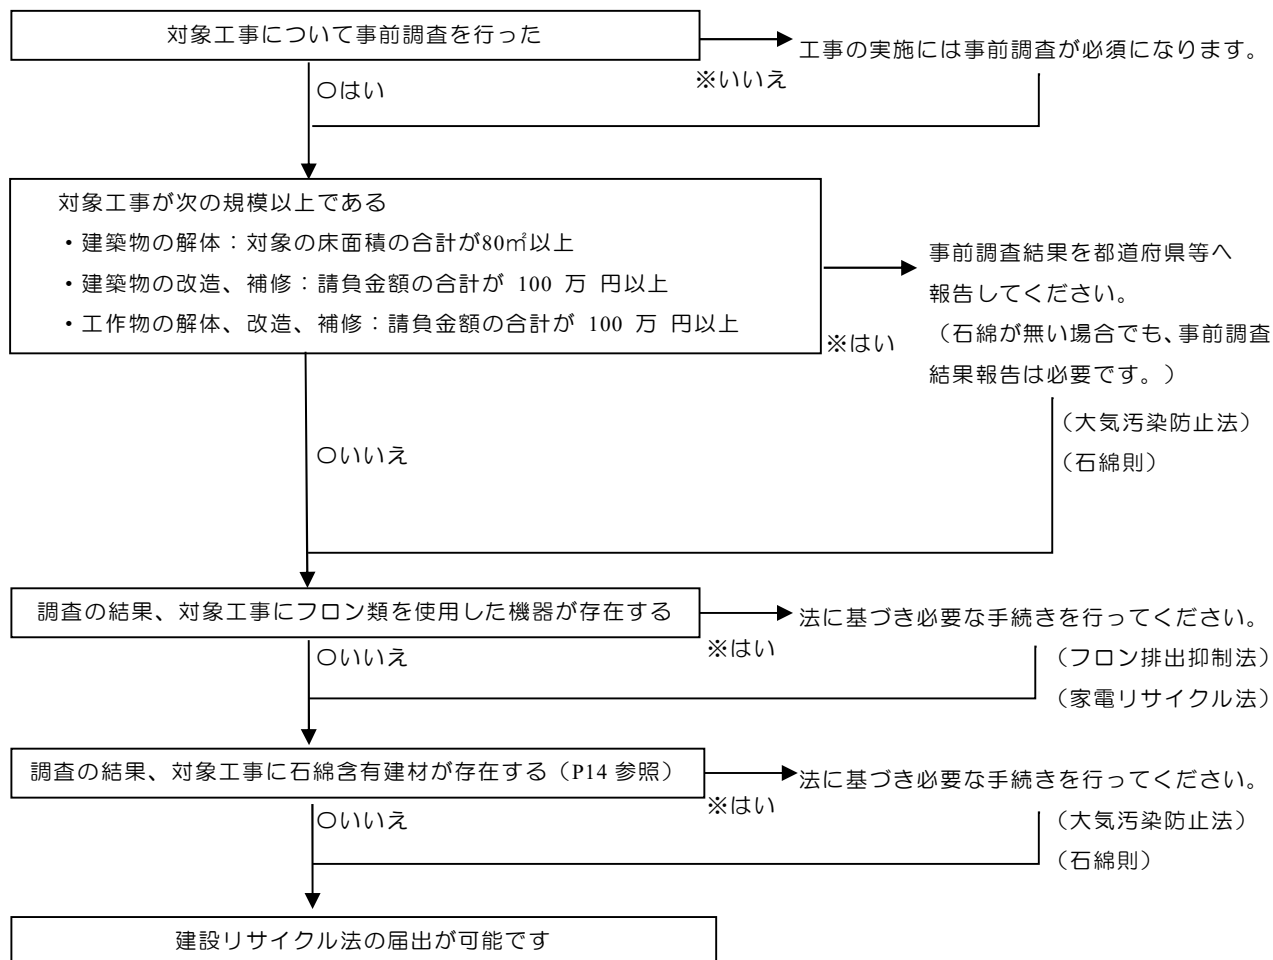 対象工事について事前調査を行った
工事の実施には事前調査が必須になります。
※いいえ
〇はい
対象工事が次の規模以上である
・建築物の解体：対象の床面積の合計が80㎡以上
・建築物の改造、補修：請負金額の合計が 100 万 円以上
・工作物の解体、改造、補修：請負金額の合計が 100 万 円以上
※はい
事前調査結果を都道府県等へ
報告してください。
（石綿が無い場合でも、事前調査
結果報告は必要です。）
（大気汚染防止法）
（石綿則）
〇いいえ
調査の結果、対象工事にフロン類を使用した機器が存在する
法に基づき必要な手続きを行ってください。
※はい
〇いいえ
（フロン排出抑制法）
（家電リサイクル法）
調査の結果、対象工事に石綿含有建材が存在する（P14 参照）
法に基づき必要な手続きを行ってください。
※はい
〇いいえ
（大気汚染防止法）
（石綿則）
建設リサイクル法の届出が可能です